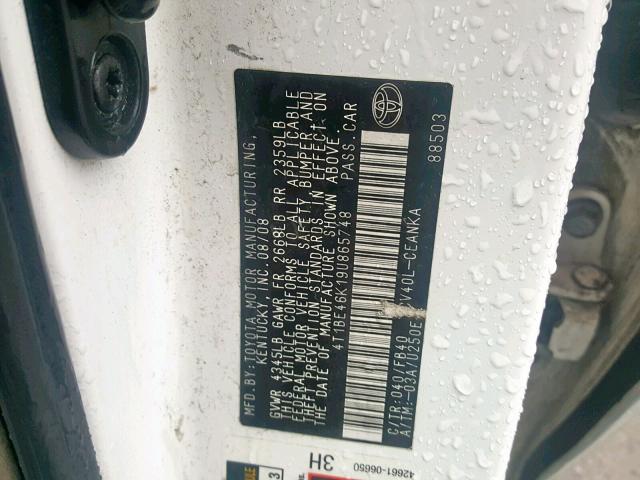 MFD. BY: TOYOTA MOTOR MANUFACTURING,
KENTUCKY, INC. 08/08
GVWR 4345LB GAWR FR 2668LB RR 2359LB
THIS VEHICLE CONFORMS TO ALL APPLICABLE
FEDERAL MOTOR VEHICLE SAFETY, BUMPER AND
THEFT PREVENTION STANDARDS IN EFFECT ON
THE DATE OF MANUFACTURE SHOWN ABOVE.
4T1BE46K19U865748 PASS. CAR
C/TR: 040/FB40 CV40L-CEANKA
A/TM: -03A/U250E 88503
42661-06650
3H